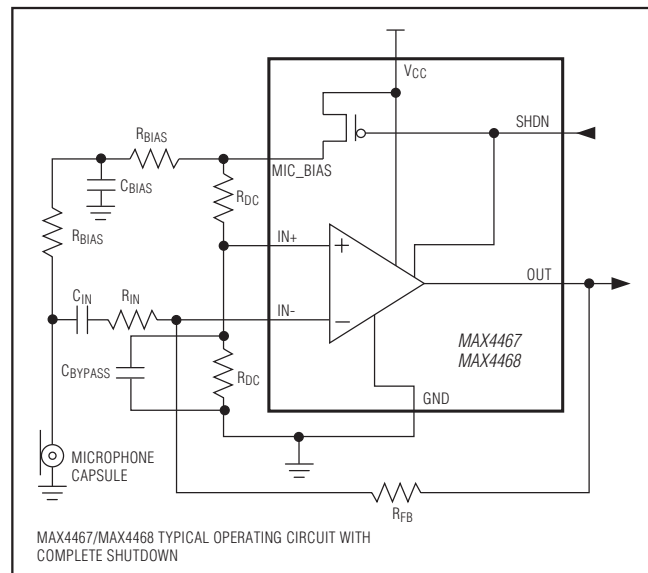 VCC
SHDN
RBIAS
MIC_BIAS
CBIAS
RDC
RBIAS
IN+
+
CIN
RIN
OUT
IN-
−
MAX4467
MAX4468
CBYPASS
RDC
GND
MICROPHONE
CAPSULE
RFB
MAX4467/MAX4468 TYPICAL OPERATING CIRCUIT WITH
COMPLETE SHUTDOWN